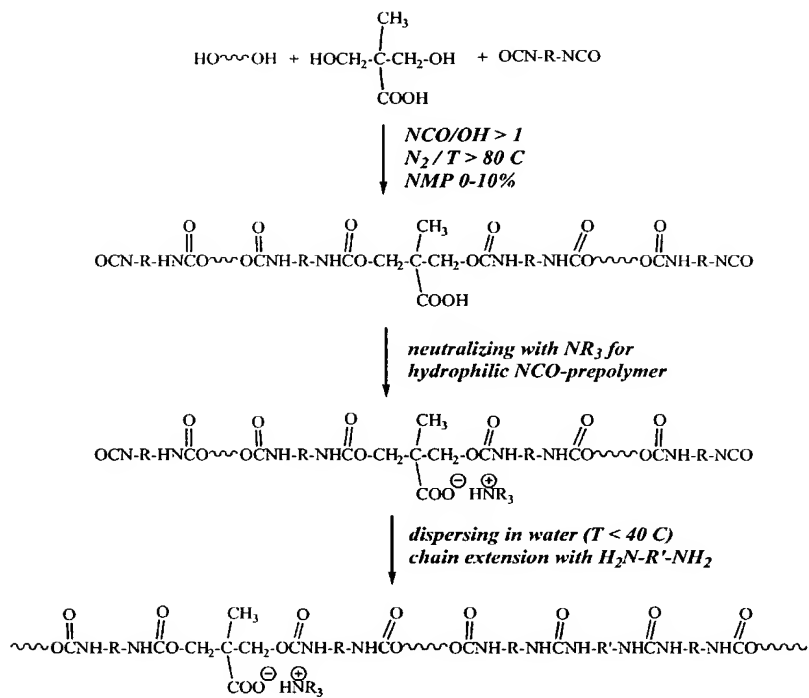 CH₃
HO~~~OH + HOCH₂-C-CH₂-OH + OCN-R-NCO
COOH
NCO/OH > 1
N₂ / T > 80 C
NMP 0-10%
O O O CH₃ O O O
OCN-R-HNCO~~~OCNH-R-NHCO-CH₂-C-CH₂-OCNH-R-NHCO~~~OCNH-R-NCO
COOH
neutralizing with NR₃ for
hydrophilic NCO-prepolymer
O O O CH₃ O O O
OCN-R-HNCO~~~OCNH-R-NHCO-CH₂-C-CH₂-OCNH-R-NHCO~~~OCNH-R-NCO
COO⊖ HNR₃⊕
dispersing in water (T < 40 C)
chain extension with H₂N-R'-NH₂
O O CH₃ O O O O O O
~~~OCNH-R-NHCO-CH₂-C-CH₂-OCNH-R-NHCO~~~OCNH-R-NHCNH-R'-NHCNH-R-NHCO~~~
COO⊖ HNR₃⊕